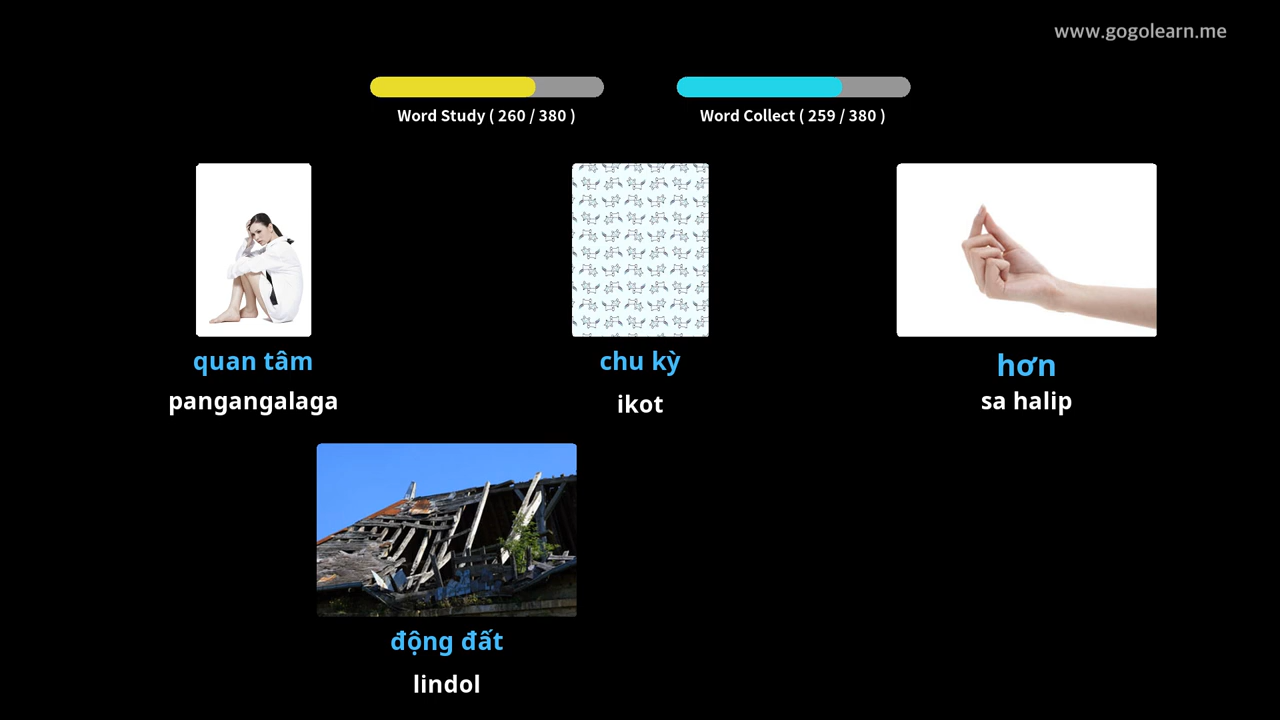 www.gogolearn.me
Word Study ( 260 / 380 )
Word Collect ( 259 / 380 )
quan tâm
pangangalaga
chu kỳ
ikot
hơn
sa halip
động đất
lindol